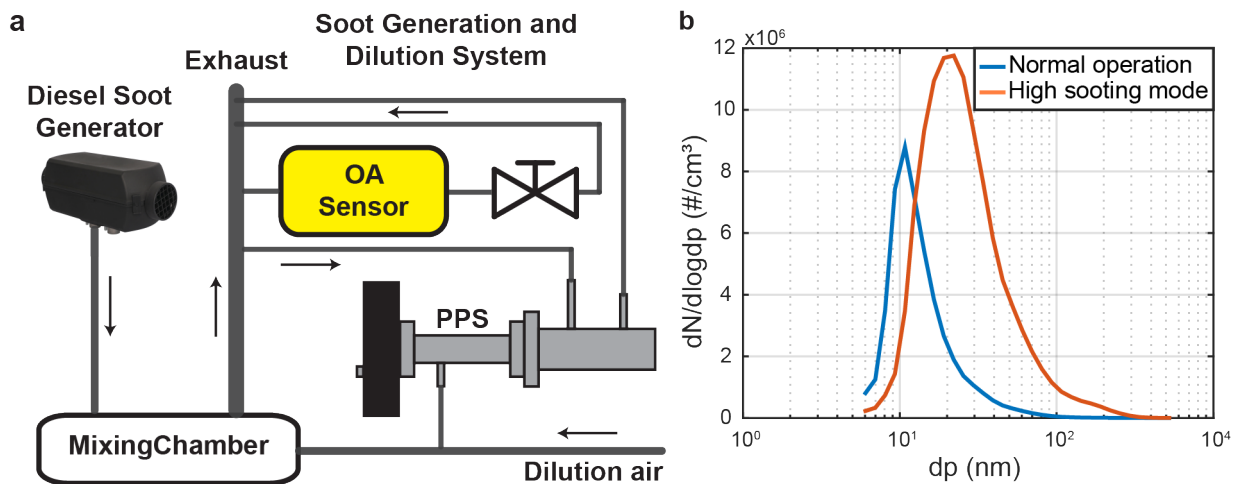 a
Soot Generation and
Dilution System
Exhaust
Diesel Soot
Generator
OA
Sensor
PPS
MixingChamber
Dilution air
b
x10⁶
12
10
8
6
4
2
0
dN/dlogdp (#/cm³)
Normal operation
High sooting mode
10⁰
10¹
10²
10⁴
dp (nm)